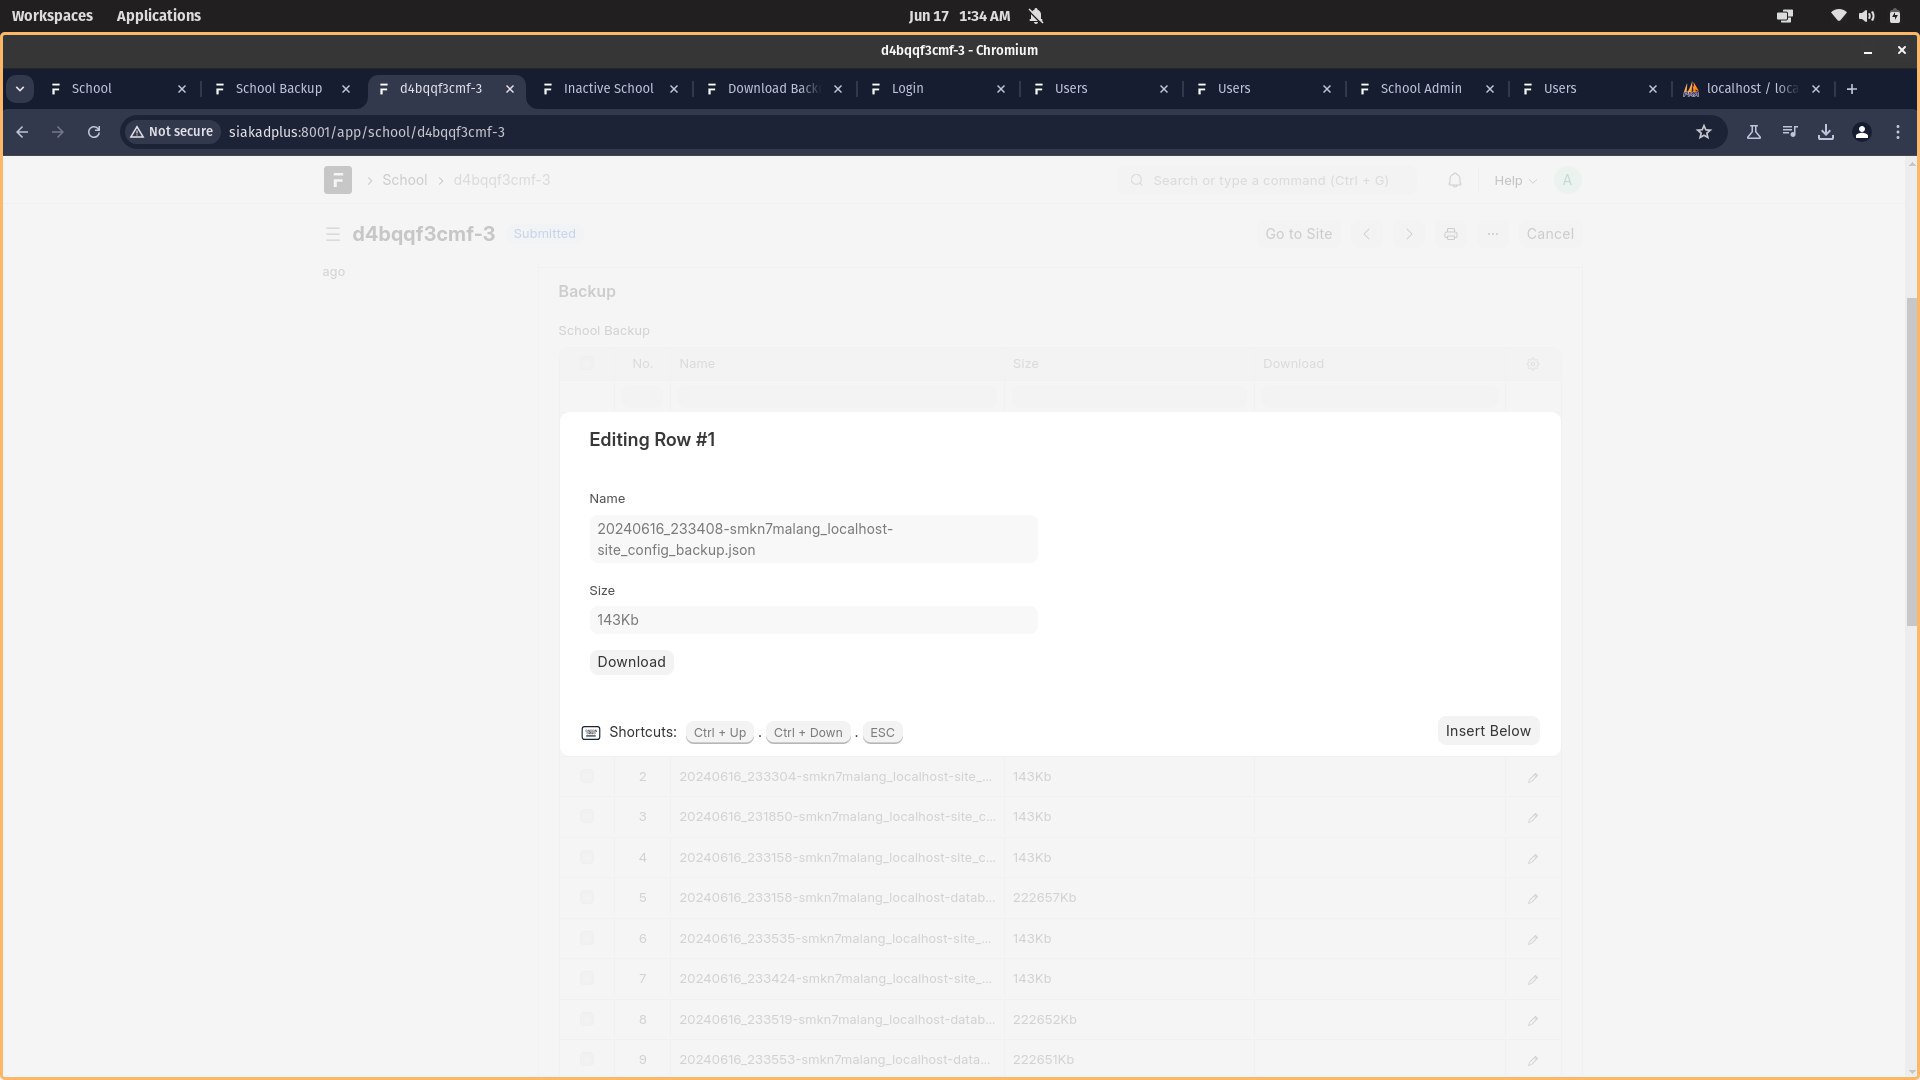 Workspaces Applications Jun 17 1:34 AM
d4bqqf3cmf-3 - Chromium
School School Backup d4bqqf3cmf-3 Inactive School Download Back Login Users Users School Admin Users localhost / loca
Not secure siakadplus:8001/app/school/d4bqqf3cmf-3
School d4bqqf3cmf-3 Search or type a command (Ctrl + G) Help A
d4bqqf3cmf-3 Submitted Go to Site Cancel
ago
Backup
School Backup
No. Name Size Download
Editing Row #1
Name
20240616_233408-smkn7malang_localhost-
site_config_backup.json
Size
143Kb
Download
Shortcuts: Ctrl + Up . Ctrl + Down . ESC Insert Below
2 20240616_233304-smkn7malang_localhost-site_... 143Kb
3 20240616_231850-smkn7malang_localhost-site_c... 143Kb
4 20240616_233158-smkn7malang_localhost-site_c... 143Kb
5 20240616_233158-smkn7malang_localhost-datab... 222657Kb
6 20240616_233535-smkn7malang_localhost-site_... 143Kb
7 20240616_233424-smkn7malang_localhost-site_... 143Kb
8 20240616_233519-smkn7malang_localhost-datab... 222652Kb
9 20240616_233553-smkn7malang_localhost-data... 222651Kb